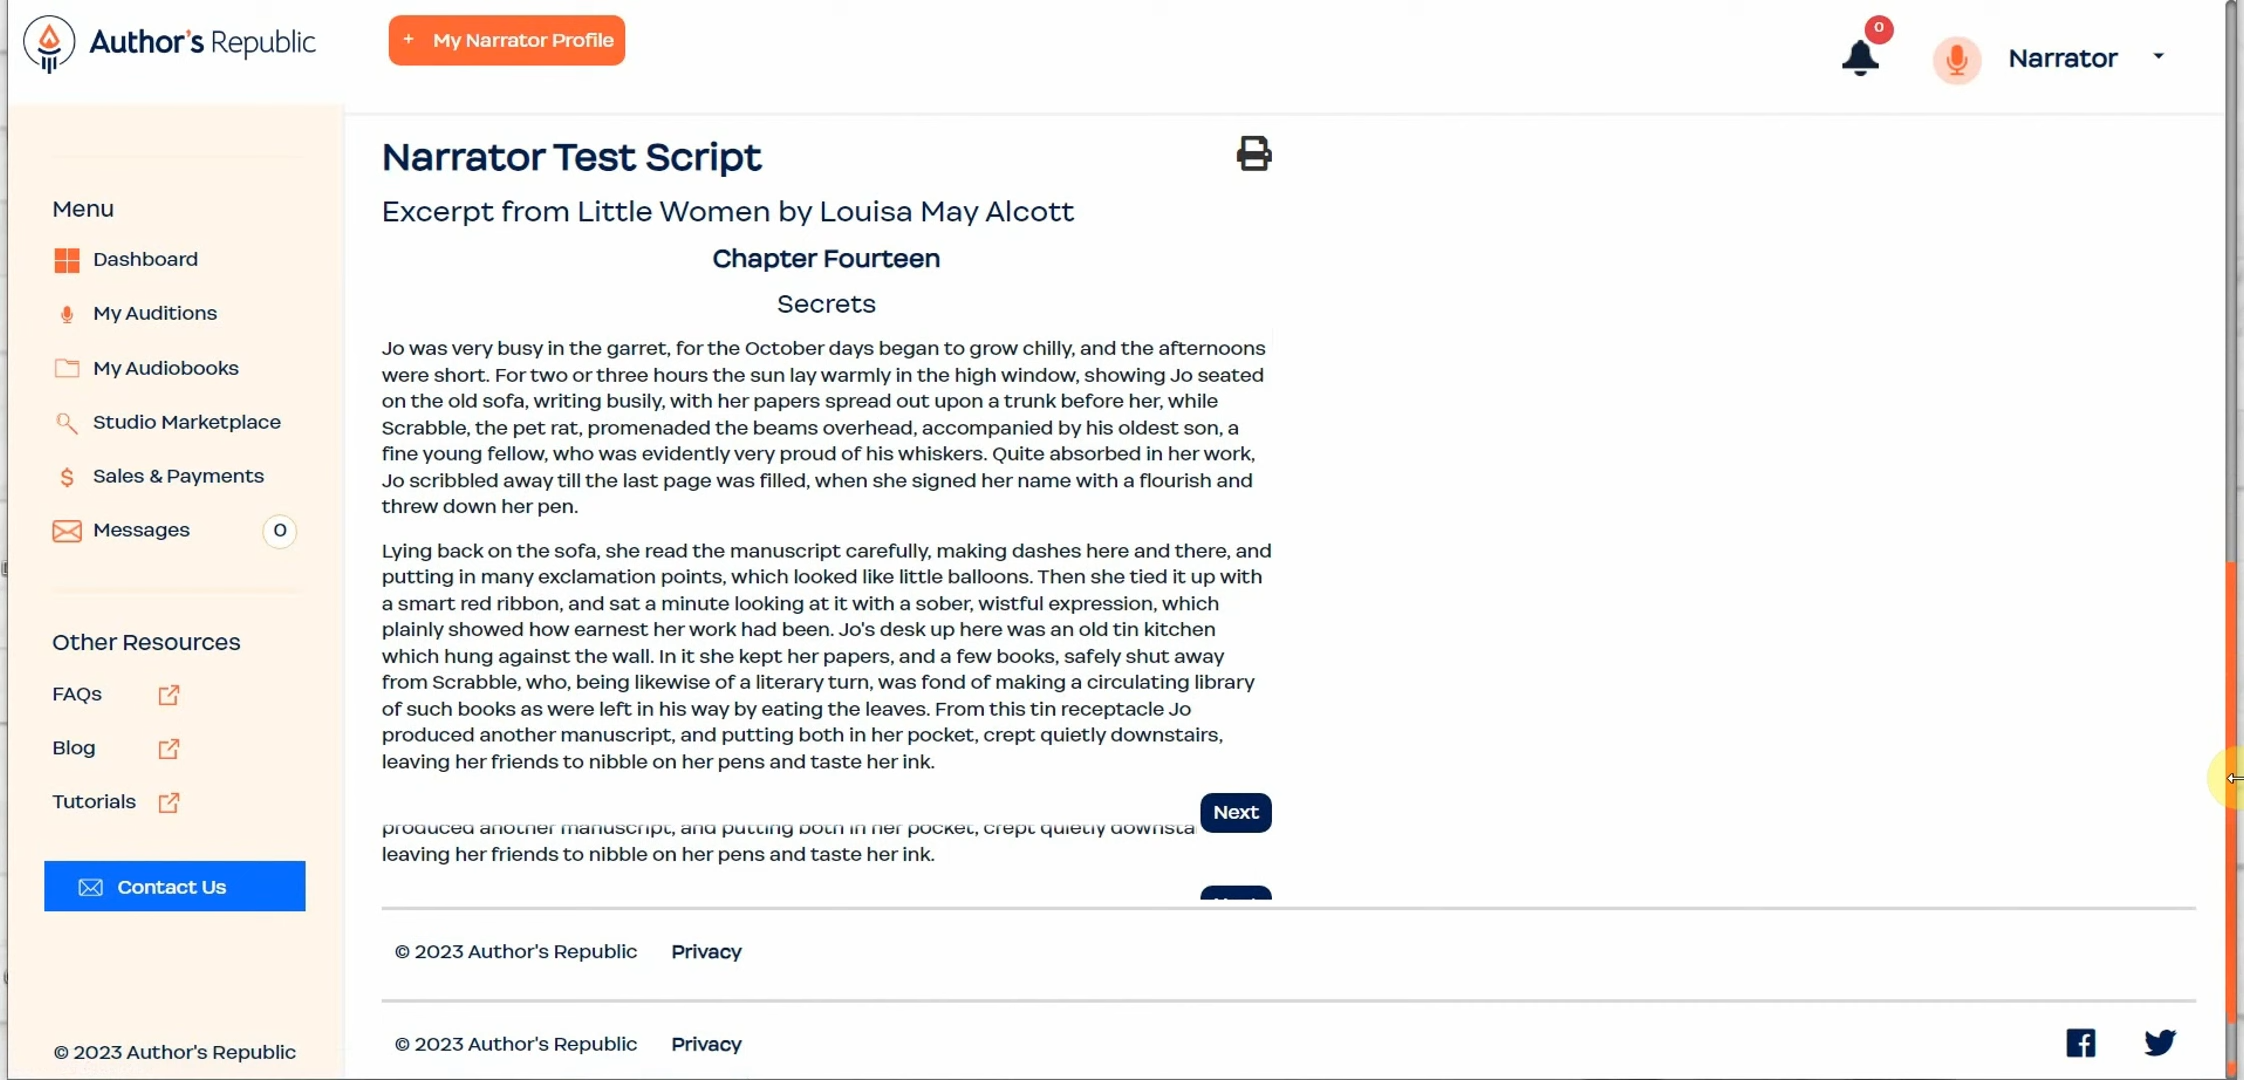 Author's Republic
+ My Narrator Profile
0
Narrator
Menu
Dashboard
My Auditions
My Audiobooks
Studio Marketplace
Sales & Payments
Messages
0
Other Resources
FAQs
Blog
Tutorials
Contact Us
© 2023 Author's Republic
Narrator Test Script
Excerpt from Little Women by Louisa May Alcott
Chapter Fourteen
Secrets
Jo was very busy in the garret, for the October days began to grow chilly, and the afternoons
were short. For two or three hours the sun lay warmly in the high window, showing Jo seated
on the old sofa, writing busily, with her papers spread out upon a trunk before her, while
Scrabble, the pet rat, promenaded the beams overhead, accompanied by his oldest son, a
fine young fellow, who was evidently very proud of his whiskers. Quite absorbed in her work,
Jo scribbled away till the last page was filled, when she signed her name with a flourish and
threw down her pen.
Lying back on the sofa, she read the manuscript carefully, making dashes here and there, and
putting in many exclamation points, which looked like little balloons. Then she tied it up with
a smart red ribbon, and sat a minute looking at it with a sober, wistful expression, which
plainly showed how earnest her work had been. Jo's desk up here was an old tin kitchen
which hung against the wall. In it she kept her papers, and a few books, safely shut away
from Scrabble, who, being likewise of a literary turn, was fond of making a circulating library
of such books as were left in his way by eating the leaves. From this tin receptacle Jo
produced another manuscript, and putting both in her pocket, crept quietly downstairs,
leaving her friends to nibble on her pens and taste her ink.
Next
produced another manuscript, and putting both in her pocket, crept quietly downsta
leaving her friends to nibble on her pens and taste her ink.
© 2023 Author's Republic Privacy
© 2023 Author's Republic Privacy